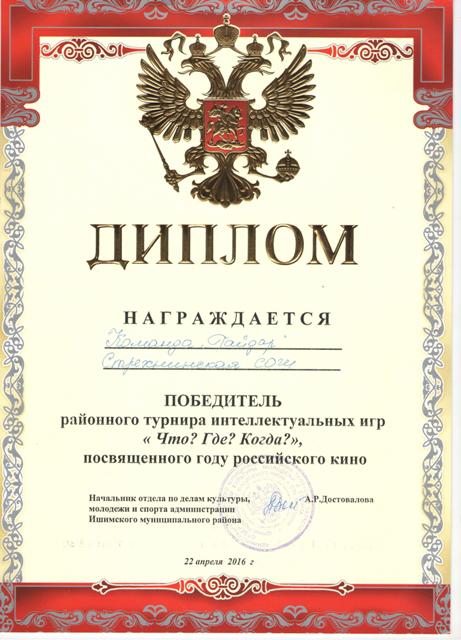 ДИПЛОМ
НАГРАЖДАЕТСЯ
Команда „Гайдар"
Стрехнинская СОШ
ПОБЕДИТЕЛЬ
районного турнира интеллектуальных игр
« Что? Где? Когда?»,
посвященного году российского кино
Начальник отдела по делам культуры,
молодежи и спорта администрации
Ишимского муниципального района
А.Р.Достовалова
22 апреля 2016 г